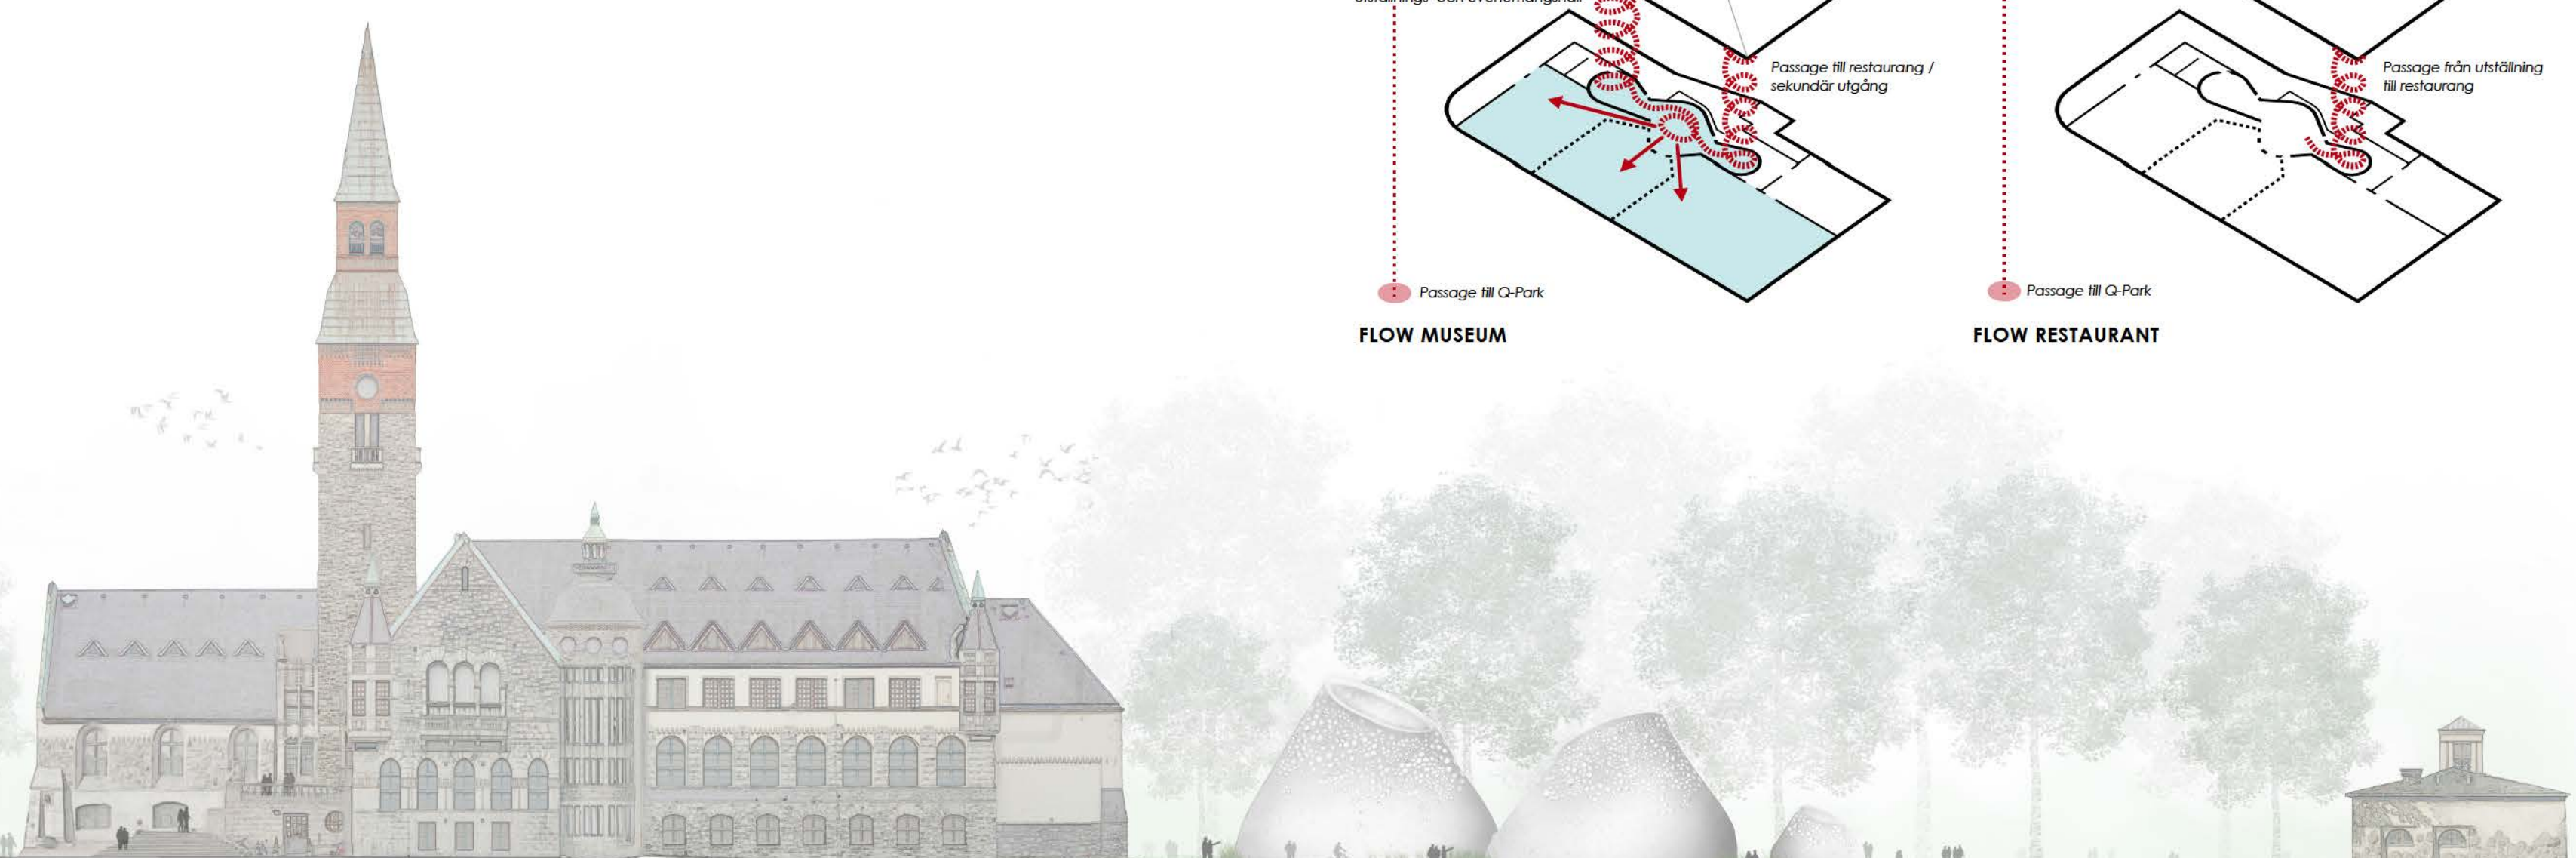 Passage till restaurang /
sekundär utgång
Passage till Q-Park
FLOW MUSEUM
Passage från utställning
till restaurang
Passage till Q-Park
FLOW RESTAURANT